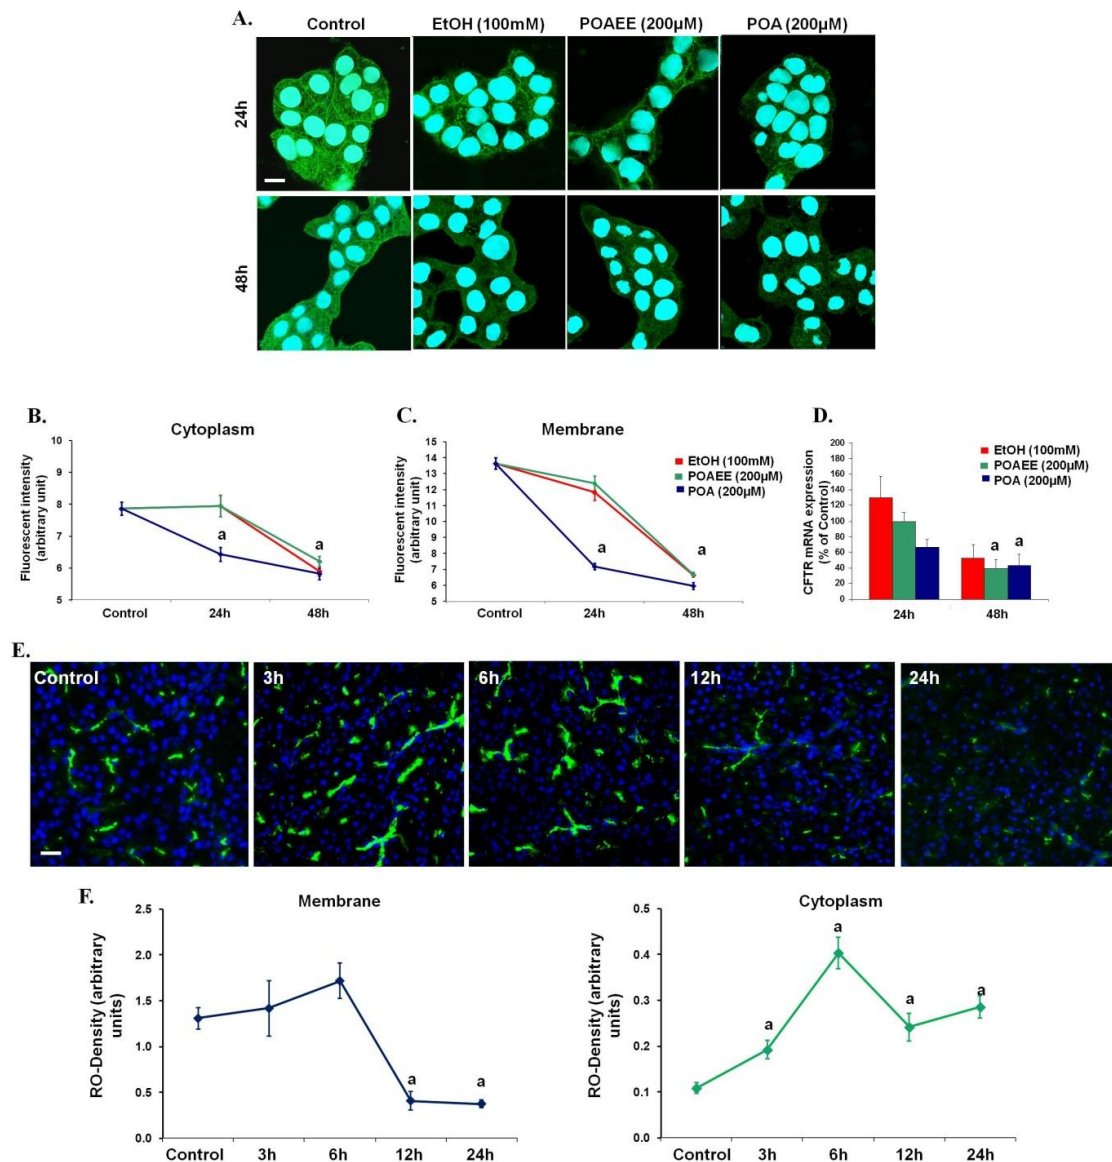 A.
Control EtOH (100mM) POAEE (200µM) POA (200µM)
24h
48h
B.
Cytoplasm
Fluorescent intensity
(arbitrary unit)
10
9
8
7
6
5
a
a
Control 24h 48h
C.
Membrane
Fluorescent intensity
(arbitrary unit)
15
14
13
12
11
10
9
8
7
6
5
a
a
EtOH (100mM)
POAEE (200µM)
POA (200µM)
Control 24h 48h
D.
CFTR mRNA expression
(% of Control)
200
180
160
140
120
100
80
60
40
20
0
EtOH (100mM)
POAEE (200µM)
POA (200µM)
a a
24h 48h
E.
Control 3h 6h 12h 24h
F.
Membrane
RO-Density (arbitrary
units)
2.5
2.0
1.5
1.0
0.5
0.0
a a
Control 3h 6h 12h 24h
Cytoplasm
RO-Density (arbitrary
units)
0.5
0.4
0.3
0.2
0.1
0.0
a
a
a
a
Control 3h 6h 12h 24h